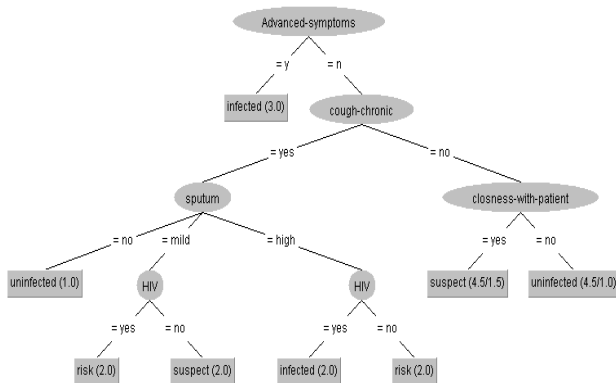 Advanced-symptoms
= y
= n
infected (3.0)
cough-chronic
= yes
= no
sputum
closness-with-patient
= no
= mild
= high
= yes
= no
uninfected (1.0)
HIV
HIV
suspect (4.5/1.5)
uninfected (4.5/1.0)
= yes
= no
= yes
= no
risk (2.0)
suspect (2.0)
infected (2.0)
risk (2.0)